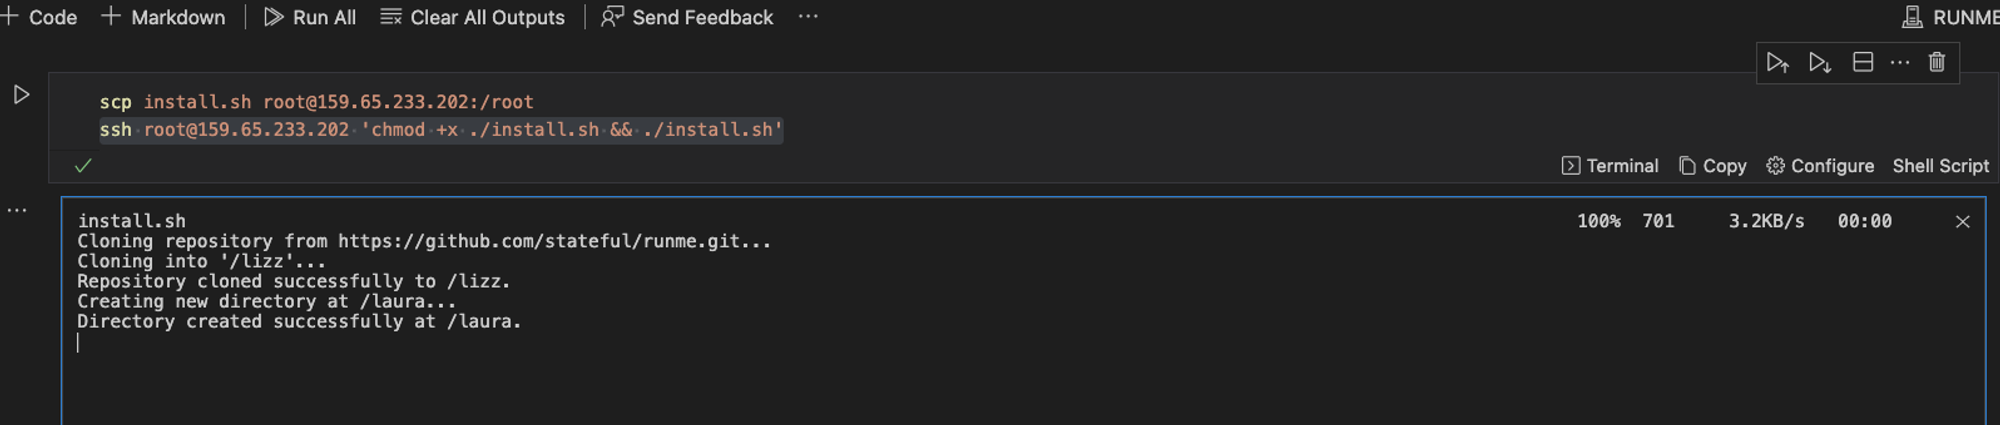 Code Markdown Run All Clear All Outputs Send Feedback ... RUNME
scp install.sh root@159.65.233.202:/root
ssh root@159.65.233.202 'chmod +x ./install.sh && ./install.sh'
Terminal Copy Configure Shell Script
install.sh 100% 701 3.2KB/s 00:00
Cloning repository from https://github.com/stateful/runme.git...
Cloning into '/lizz'...
Repository cloned successfully to /lizz.
Creating new directory at /laura...
Directory created successfully at /laura.